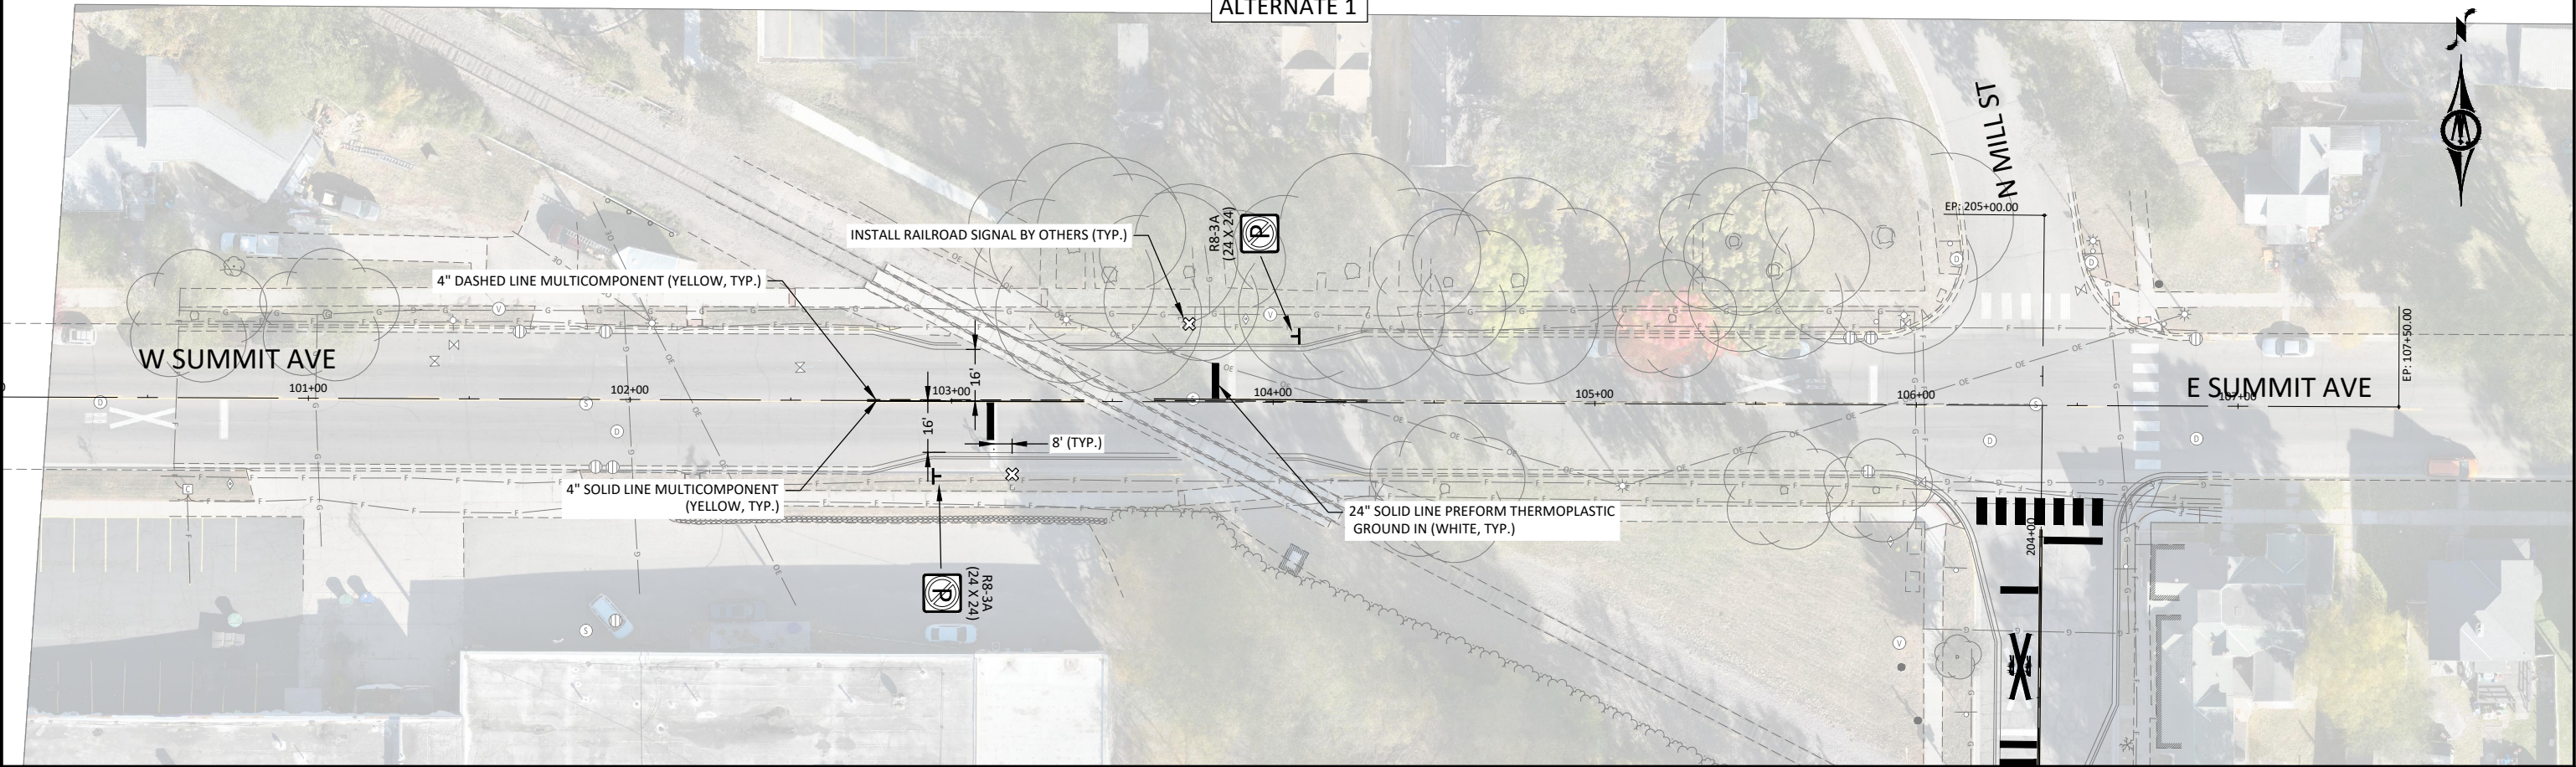 ALTERNATE 1
N MILL ST
EP: 205+00.00
INSTALL RAILROAD SIGNAL BY OTHERS (TYP.)
R8-3A
(24 X 24)
P
4" DASHED LINE MULTICOMPONENT (YELLOW, TYP.)
W SUMMIT AVE
E SUMMIT AVE
EP: 107+50.00
101+00
102+00
103+00
104+00
105+00
106+00
107+00
16'
16'
8' (TYP.)
4" SOLID LINE MULTICOMPONENT
(YELLOW, TYP.)
24" SOLID LINE PREFORM THERMOPLASTIC
GROUND IN (WHITE, TYP.)
204+00
R8-3A
(24 X 24)
P